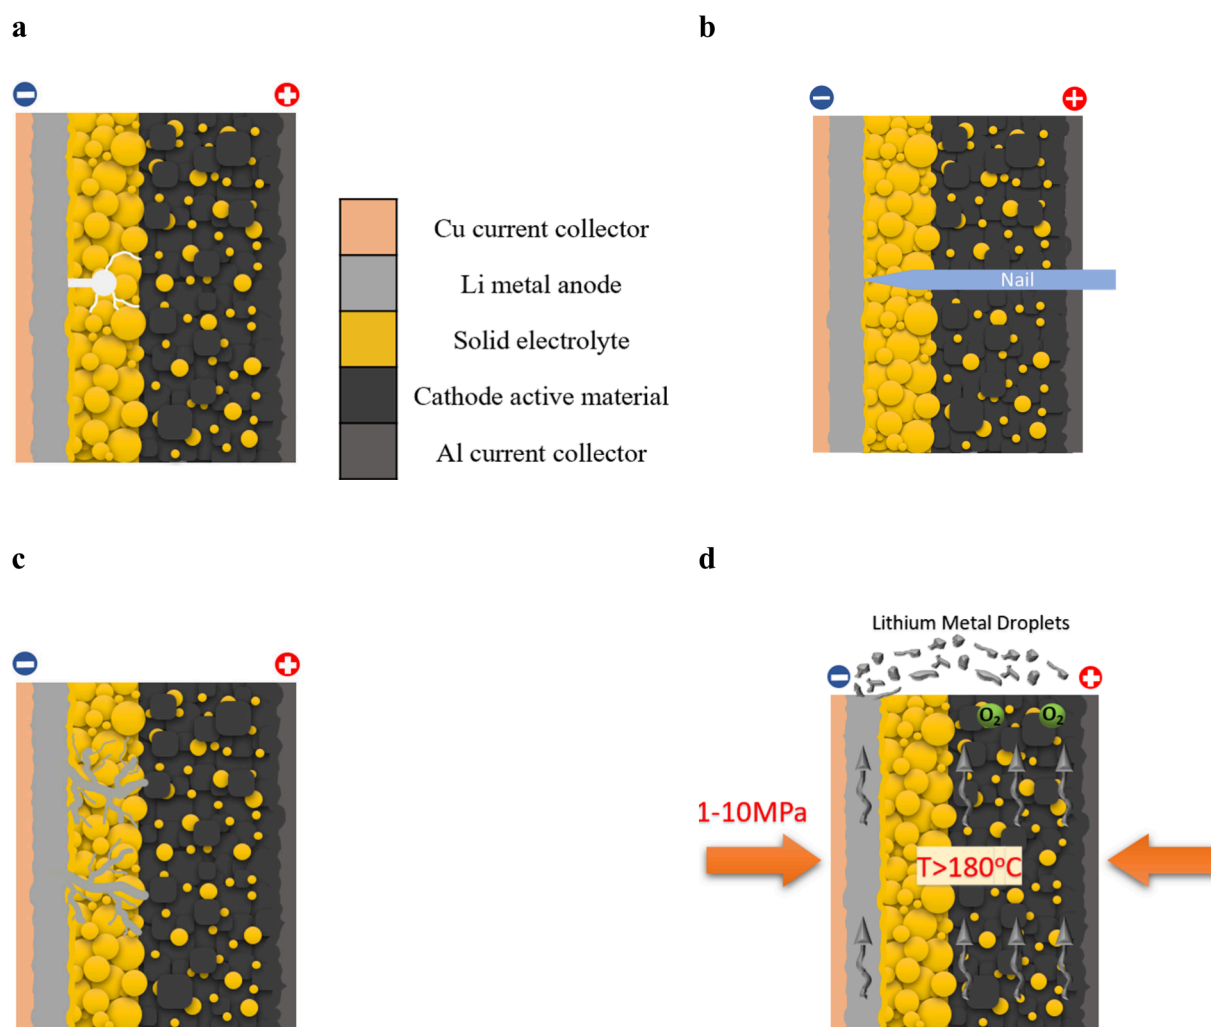 a
b
Cu current collector
Li metal anode
Solid electrolyte
Cathode active material
Al current collector
Nail
c
d
Lithium Metal Droplets
O₂ O₂
1-10MPa
T>180°C